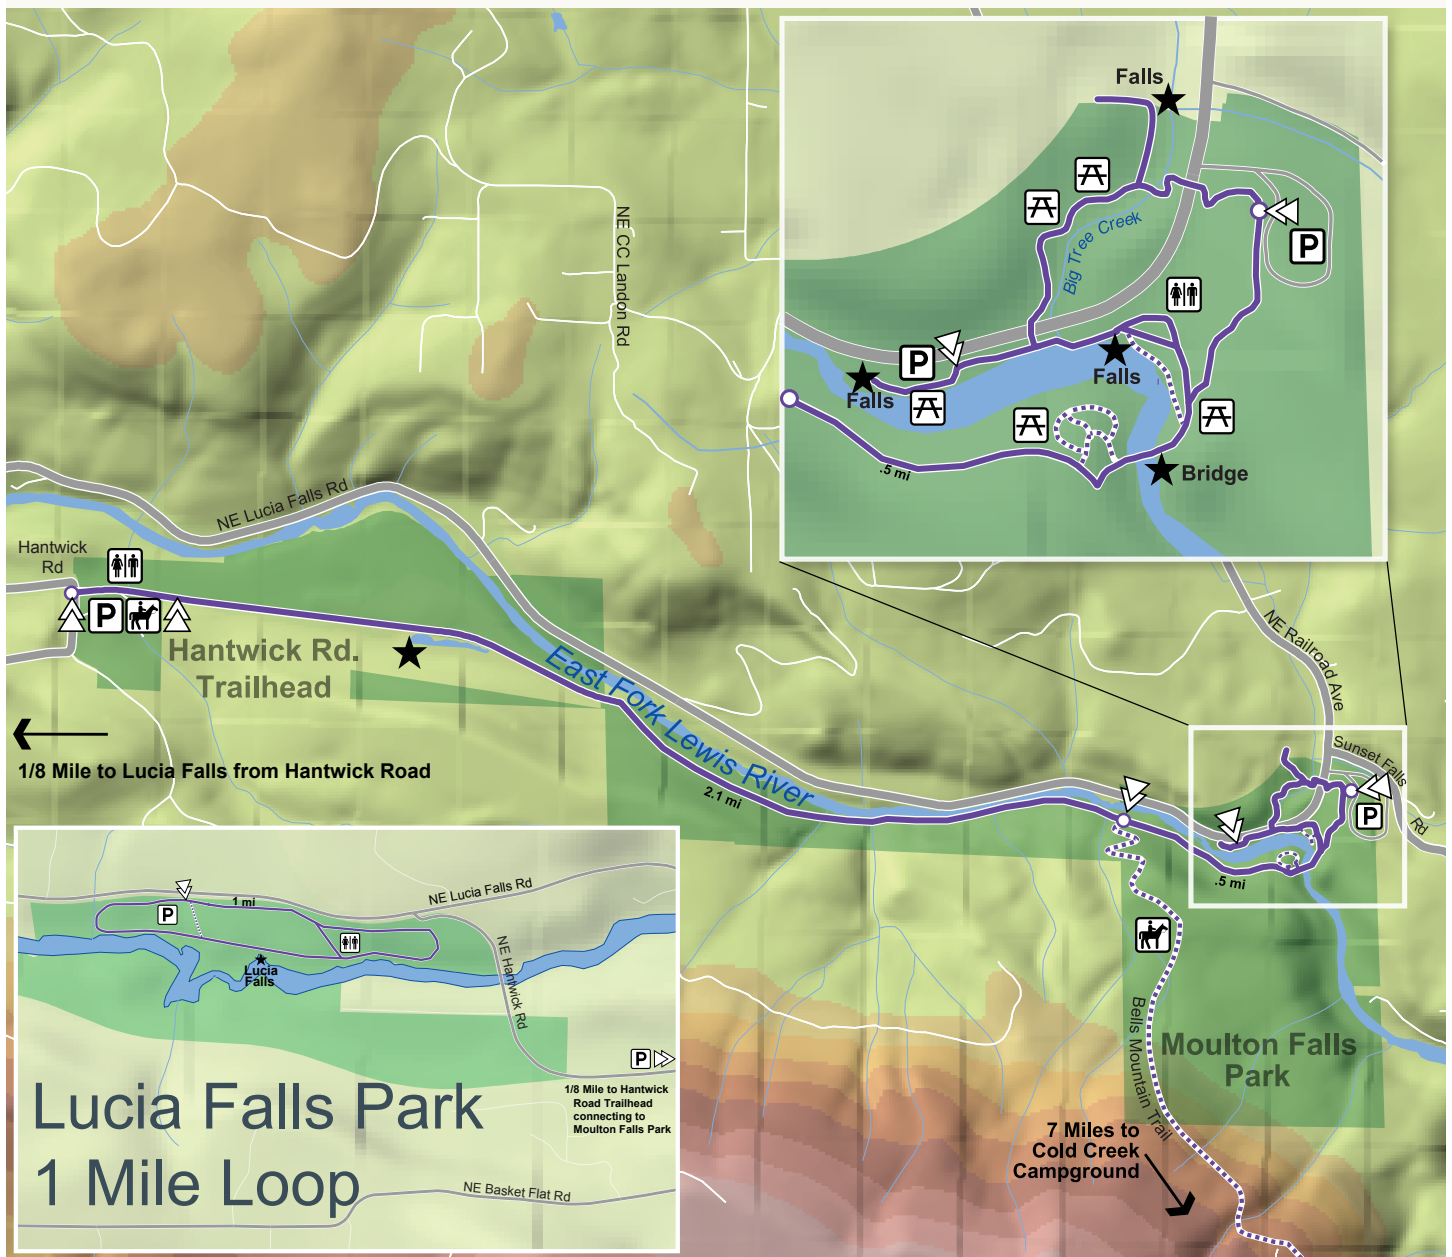 Falls
P
Big Tree Creek
P
Falls
Falls
.5 mi
Bridge
NE CC Landon Rd
NE Lucia Falls Rd
Hantwick
Rd
P
Hantwick Rd.
Trailhead
East Fork Lewis River
2.1 mi
1/8 Mile to Lucia Falls from Hantwick Road
NE Railroad Ave
Sunset Falls
Rd
P
.5 mi
Bells Mountain Trail
Moulton Falls
Park
7 Miles to
Cold Creek
Campground
NE Lucia Falls Rd
1 mi
P
Lucia
Falls
NE Hantwick Rd
P
1/8 Mile to Hantwick
Road Trailhead
connecting to
Moulton Falls Park
Lucia Falls Park
1 Mile Loop
NE Basket Flat Rd